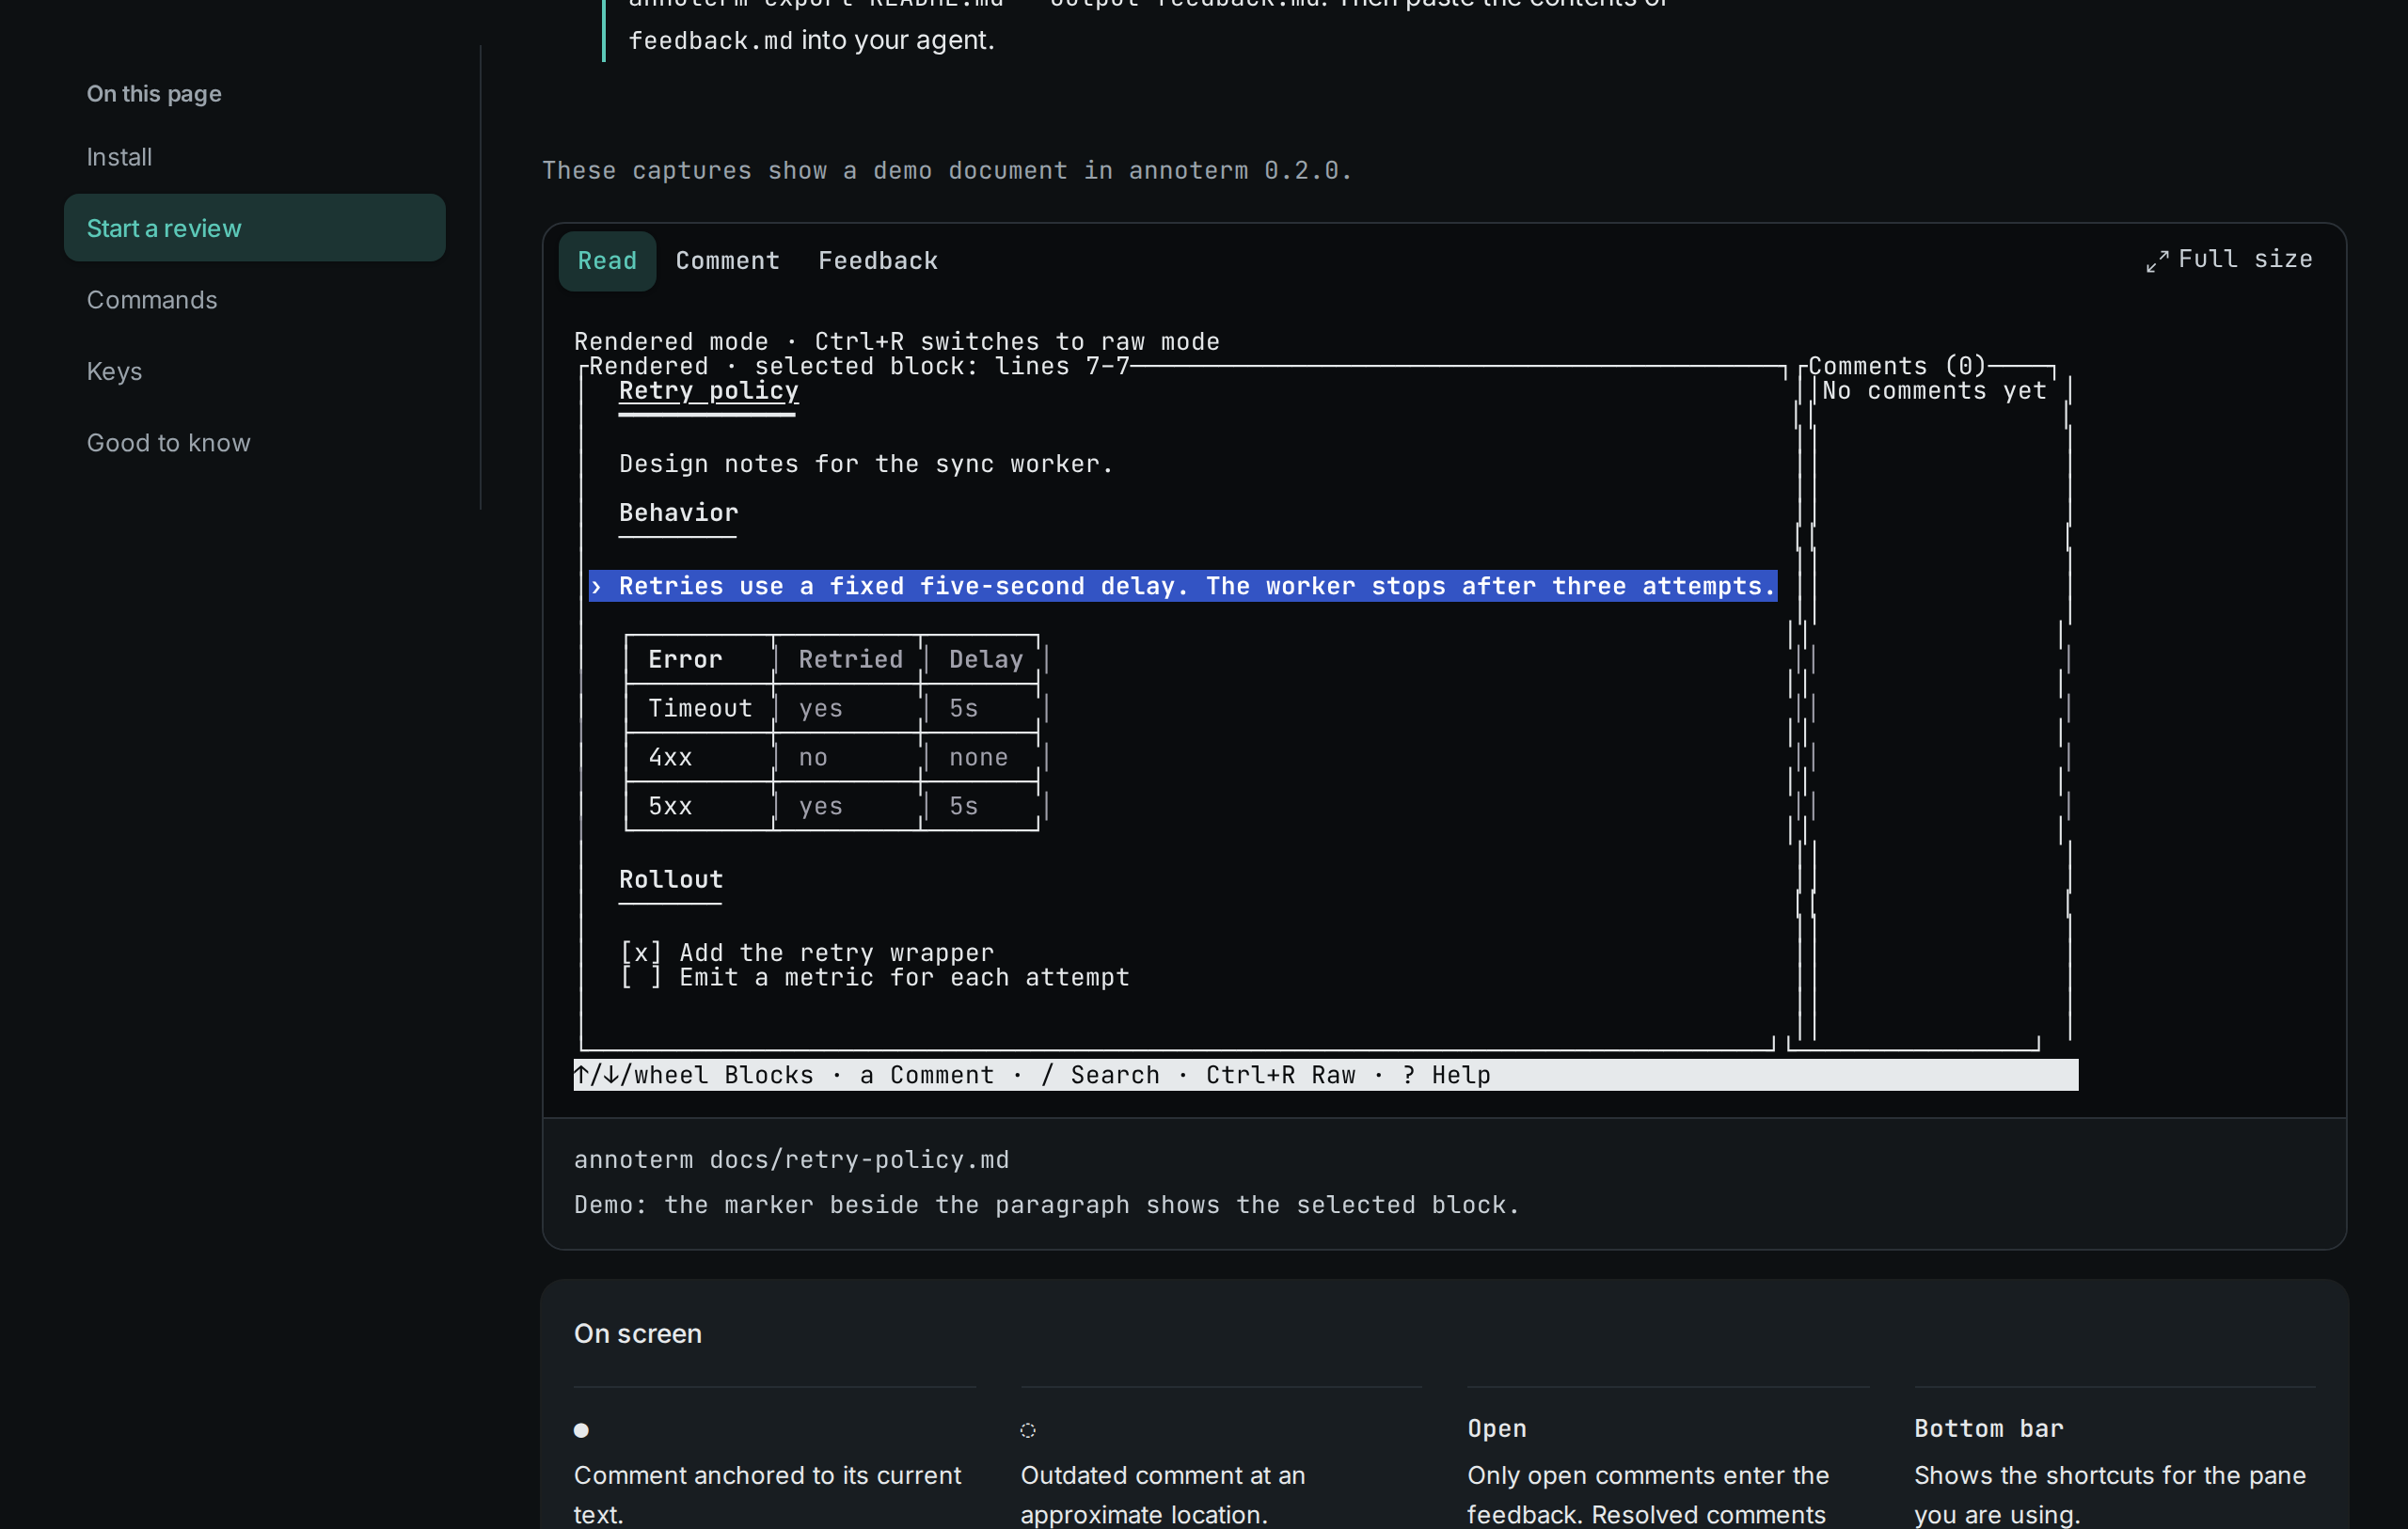 feedback.md into your agent.
On this page
Install
Start a review
Commands
Keys
Good to know
These captures show a demo document in annoterm 0.2.0.
Read Comment Feedback Full size
Rendered mode · Ctrl+R switches to raw mode
Rendered · selected block: lines 7-7 Comments (0)
Retry policy No comments yet
Design notes for the sync worker.
Behavior
› Retries use a fixed five-second delay. The worker stops after three attempts.
Error Retried Delay
Timeout yes 5s
4xx no none
5xx yes 5s
Rollout
[x] Add the retry wrapper
[ ] Emit a metric for each attempt
↑/↓/wheel Blocks · a Comment · / Search · Ctrl+R Raw · ? Help
annoterm docs/retry-policy.md
Demo: the marker beside the paragraph shows the selected block.
On screen
●
Comment anchored to its current
text.
◌
Outdated comment at an
approximate location.
Open
Only open comments enter the
feedback. Resolved comments
Bottom bar
Shows the shortcuts for the pane
you are using.